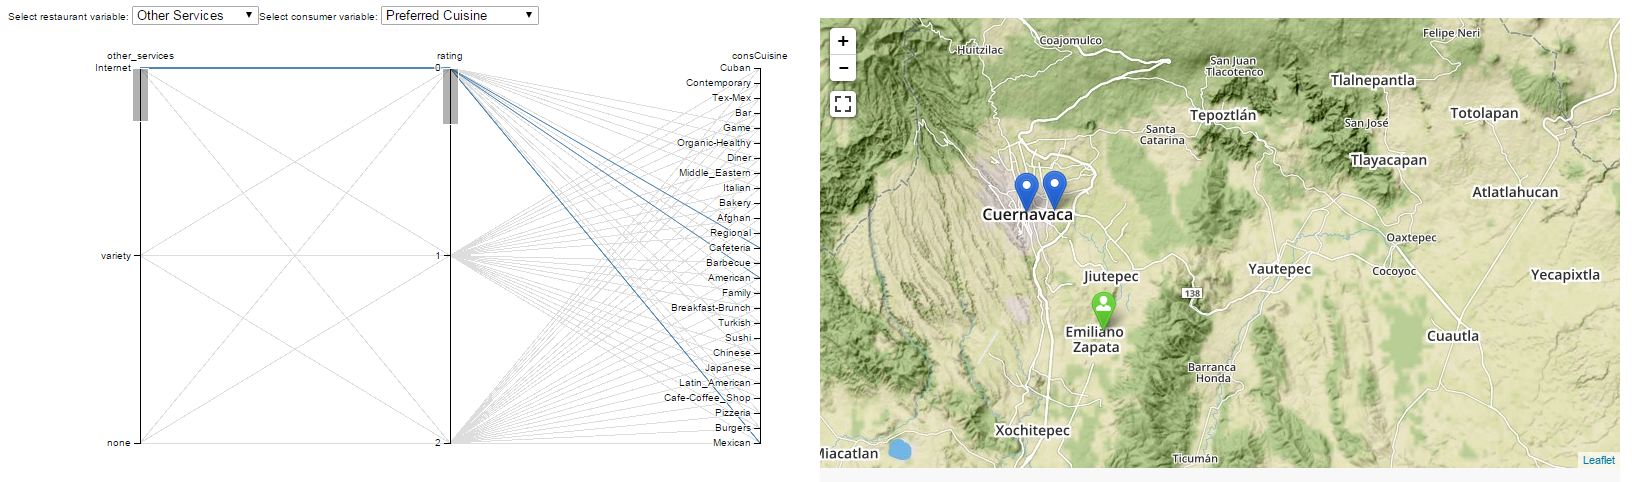 Select restaurant variable: Other Services Select consumer variable: Preferred Cuisine
other_services rating consCuisine
Internet 0 Cuban
Contemporary
Tex-Mex
Bar
Game
Organic-Healthy
Diner
Middle_Eastern
Italian
Bakery
Afghan
Regional
Cafeteria
variety 1
Barbecue
American
Family
Breakfast-Brunch
Turkish
Sushi
Chinese
Japanese
Latin_American
Cafe-Coffee_Shop
Pizzeria
Burgers
none 2 Mexican
+
−
Felipe Neri
Coajomulco
Huitzilac
San Juan
Tlacotenco
Tlalnepantla
Totolapan
Tepoztlán
San José
Santa
Catarina
Tlayacapan
Atlatlahucan
Cuernavaca
Oaxtepec
Jiutepec
Yautepec
Cocoyoc
Yecapixtla
138
Emiliano
Zapata
Cuautla
Barranca
Honda
Xochitepec
Miacatlan
Ticumán
Leaflet